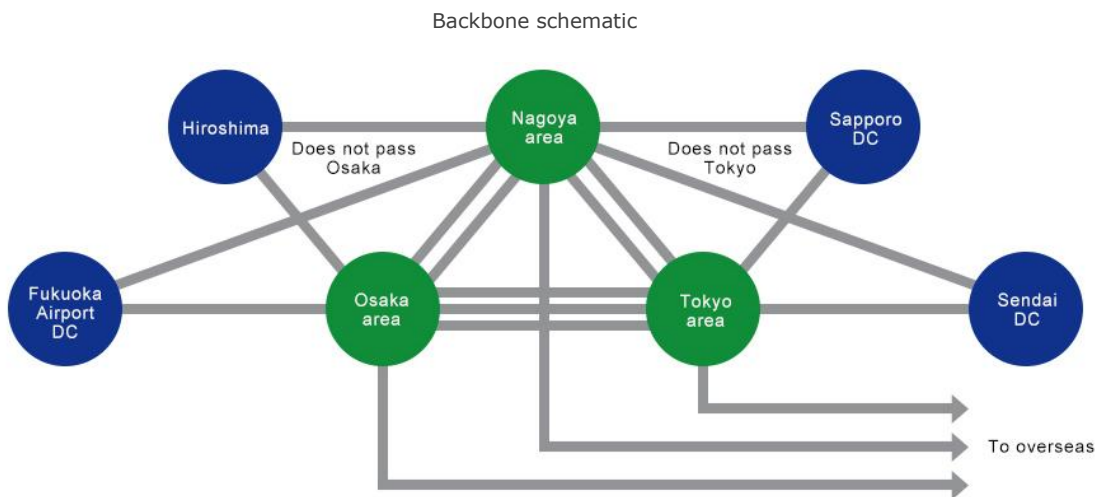 Backbone schematic
Hiroshima
Nagoya
area
Sapporo
DC
Does not pass
Osaka
Does not pass
Tokyo
Fukuoka
Airport
DC
Osaka
area
Tokyo
area
Sendai
DC
To overseas